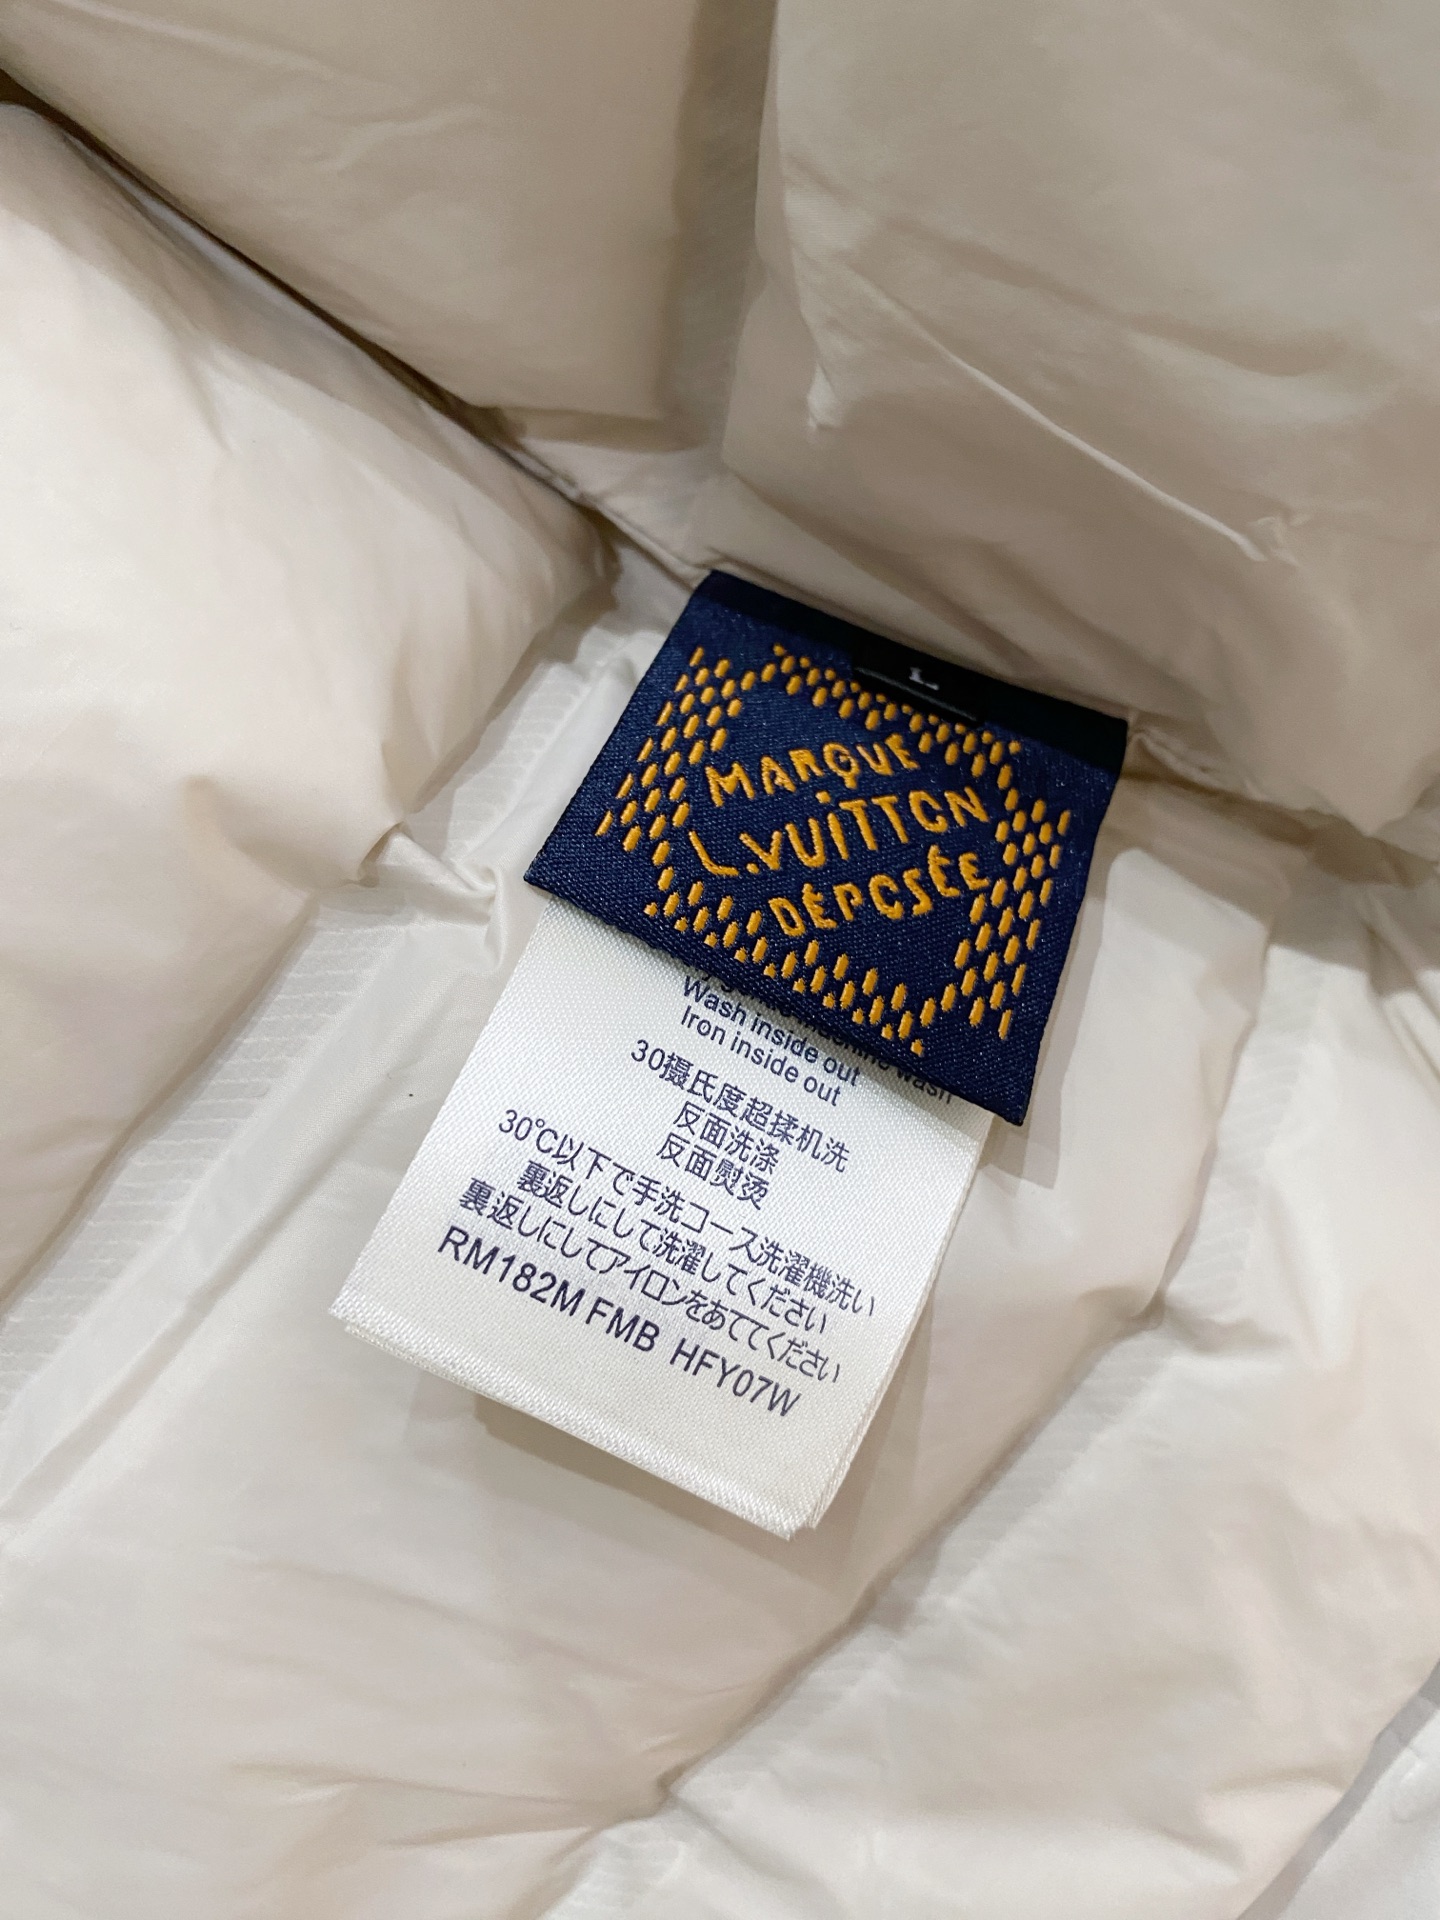 L
MARQUE
L.VUITTON
DÉPOSÉE
machine wash
Wash inside out
Iron inside out
30摄氏度超揉机洗
反面洗涤
反面熨烫
30℃以下で手洗コース洗濯機洗い
裏返しにして洗濯してください
裏返しにしてアイロンをあててください
RM182M FMB HFY07W